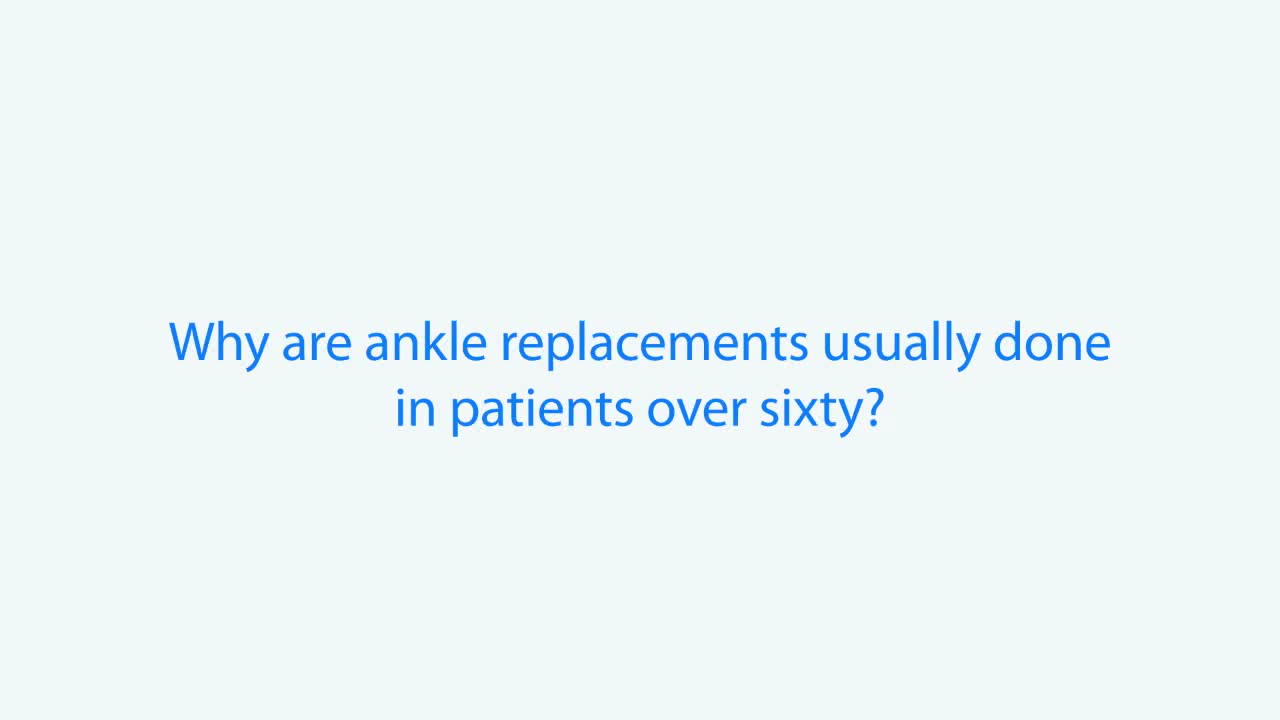 Why are ankle replacements usually done
in patients over sixty?